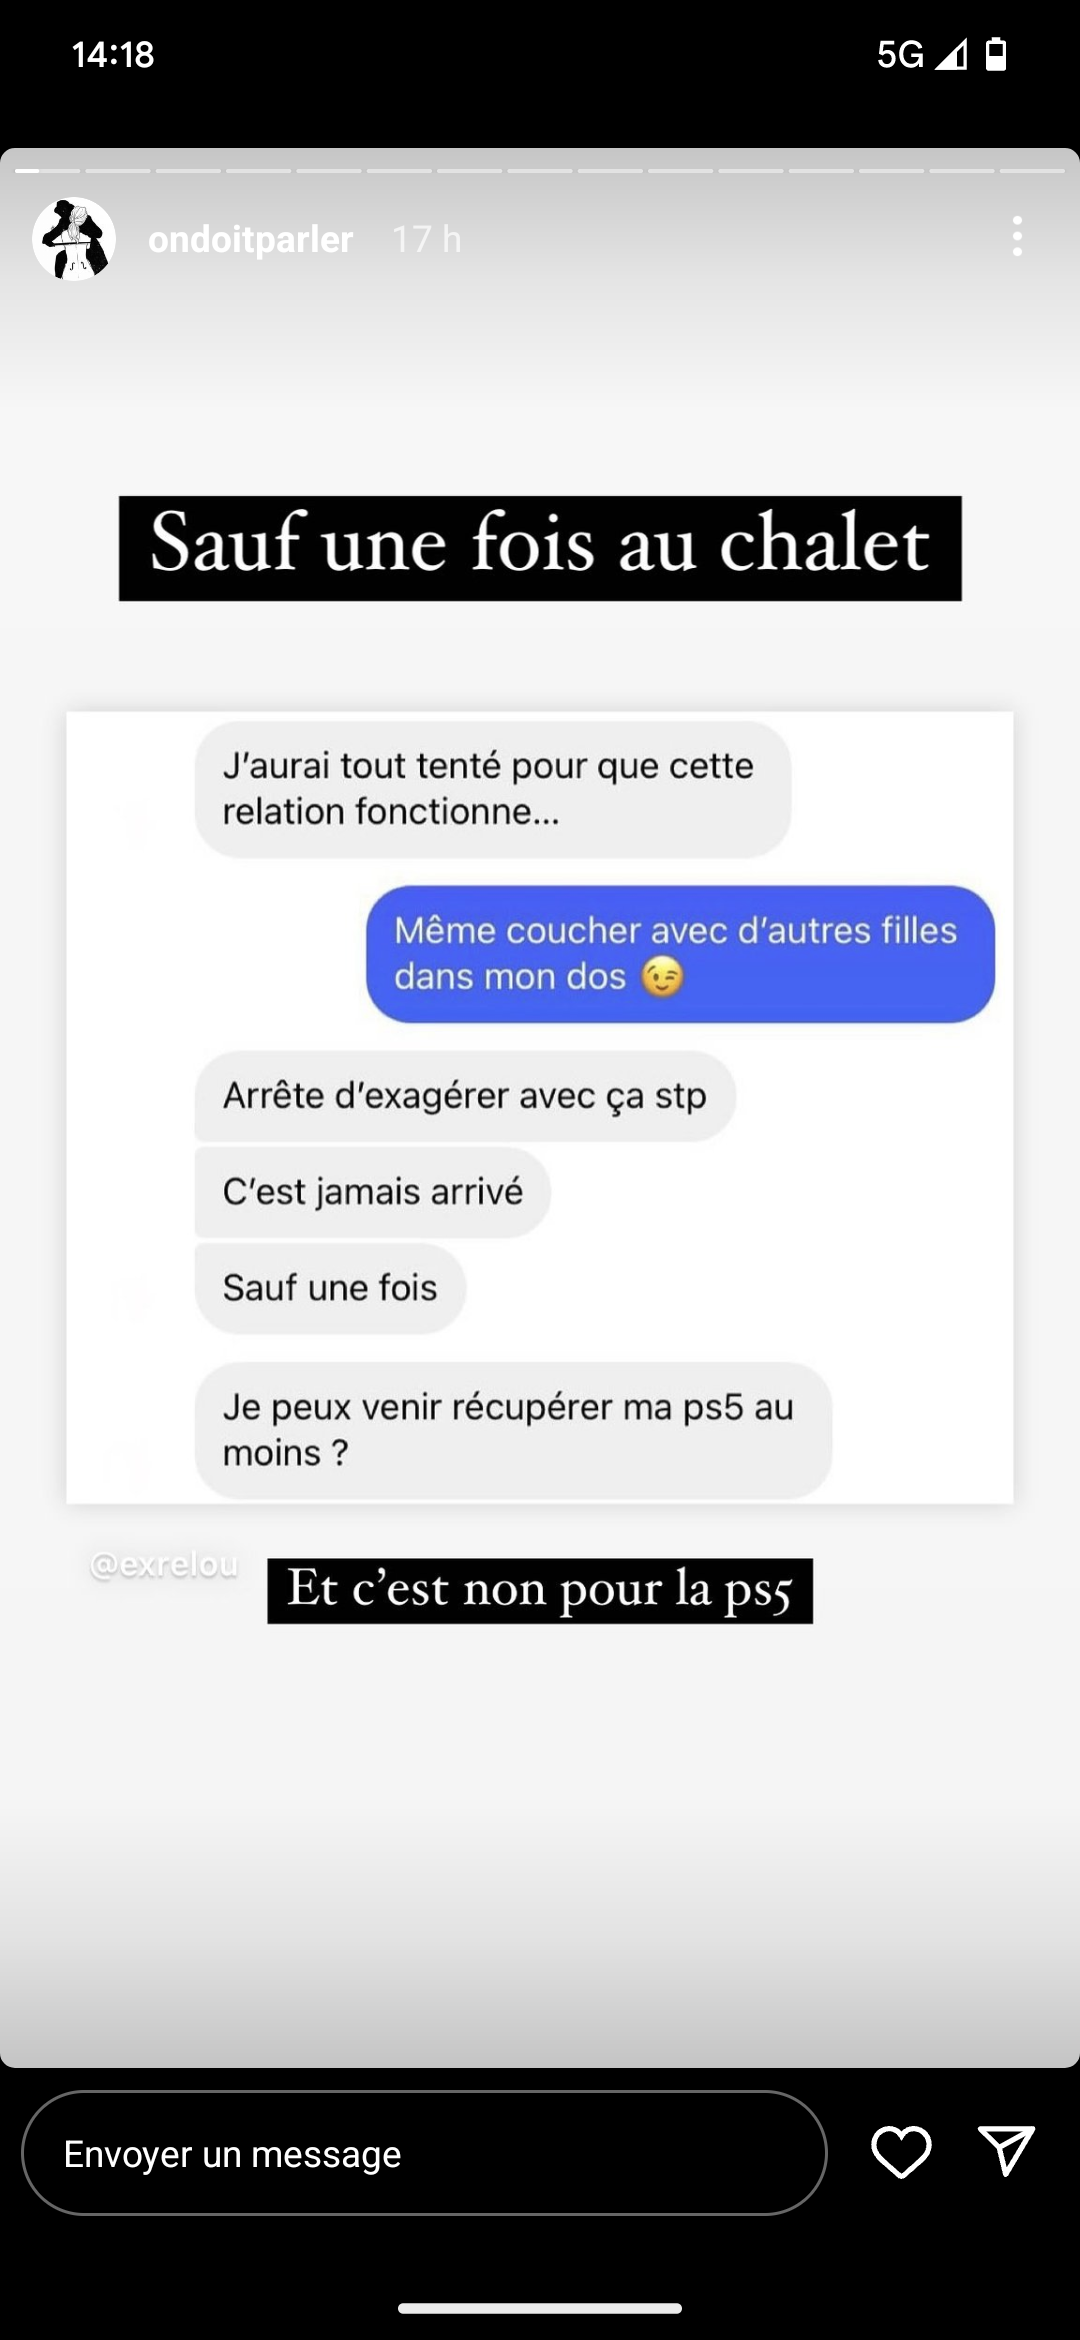 14:18
5G
ondoitparler 17 h
Sauf une fois au chalet
J’aurai tout tenté pour que cette
relation fonctionne...
Même coucher avec d’autres filles
dans mon dos 😉
Arrête d’exagérer avec ça stp
C’est jamais arrivé
Sauf une fois
Je peux venir récupérer ma ps5 au
moins ?
@exrelou
Et c’est non pour la ps5
Envoyer un message